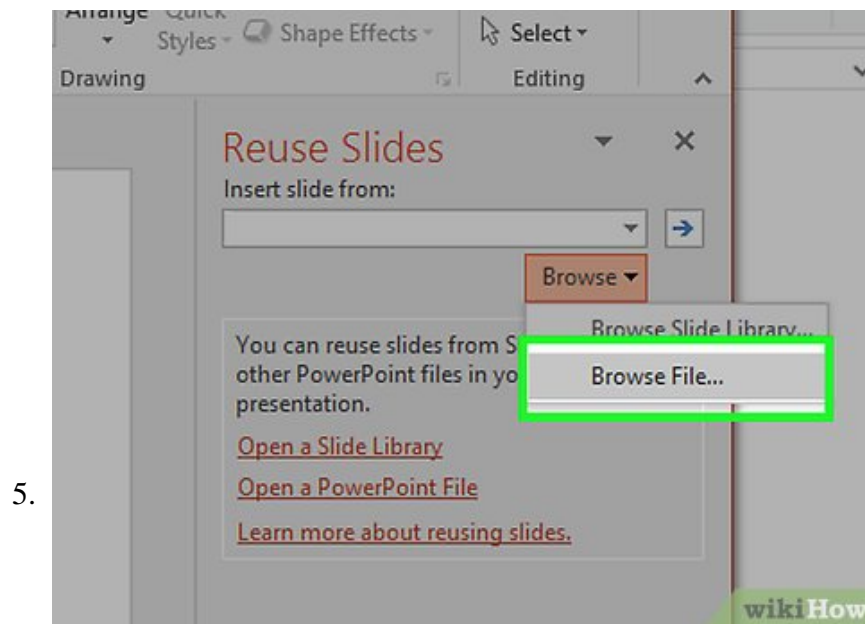 Arrange Quick
Styles
Shape Effects
Select
Drawing
Editing
Reuse Slides
Insert slide from:
Browse
Browse Slide Library...
Browse File...
You can reuse slides from S
other PowerPoint files in yo
presentation.
Open a Slide Library
Open a PowerPoint File
Learn more about reusing slides.
5.
wikiHow